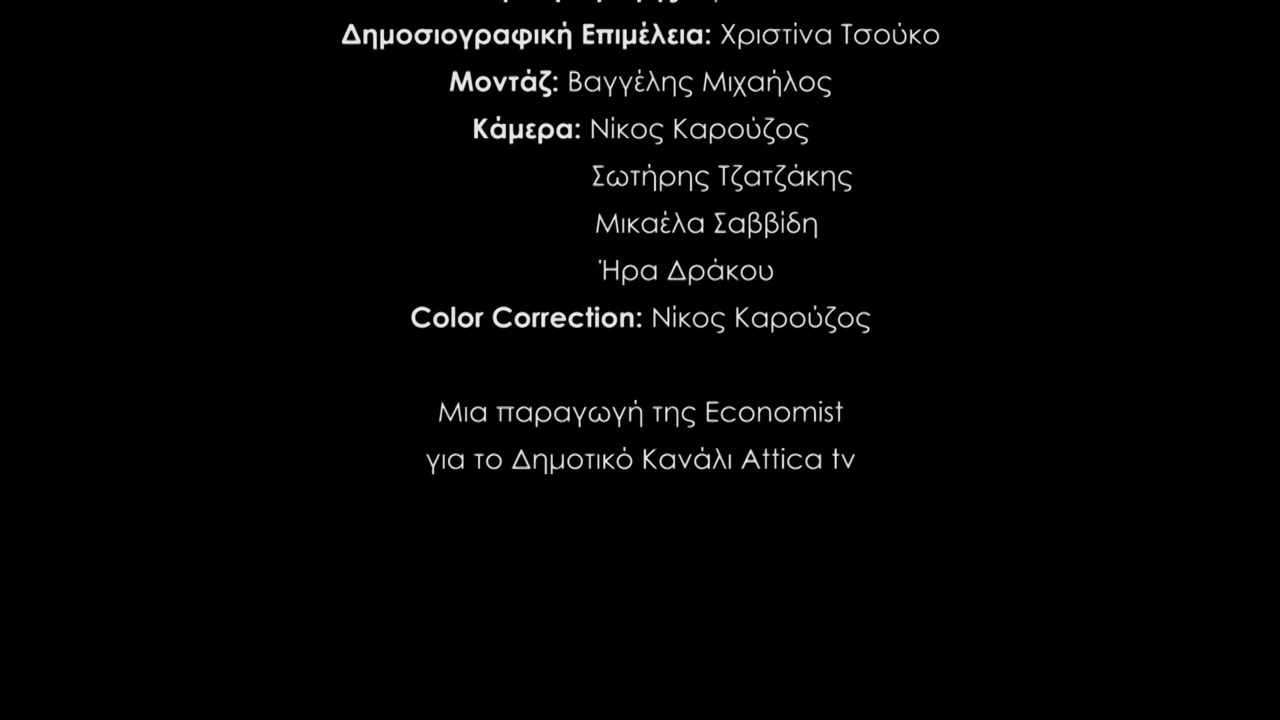 Δημοσιογραφική Επιμέλεια: Χριστίνα Τσούκο
Μοντάζ: Βαγγέλης Μιχαήλος
Κάμερα: Νίκος Καρούζος
Σωτήρης Τζατζάκης
Μικαέλα Σαββίδη
Ήρα Δράκου
Color Correction: Νίκος Καρούζος
Μια παραγωγή της Economist
για το Δημοτικό Κανάλι Attica tv